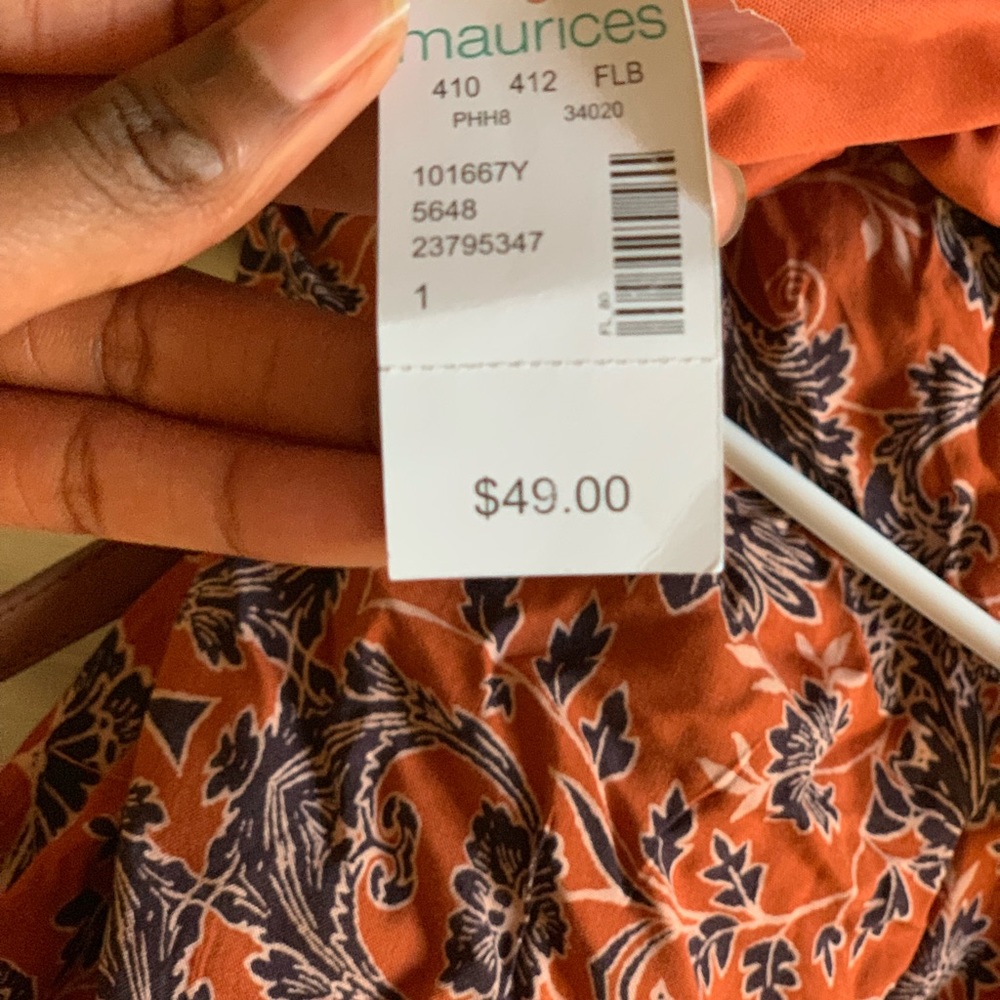 maurices
410 412 FLB
PHH8 34020
101667Y
5648
23795347
1
$49.00